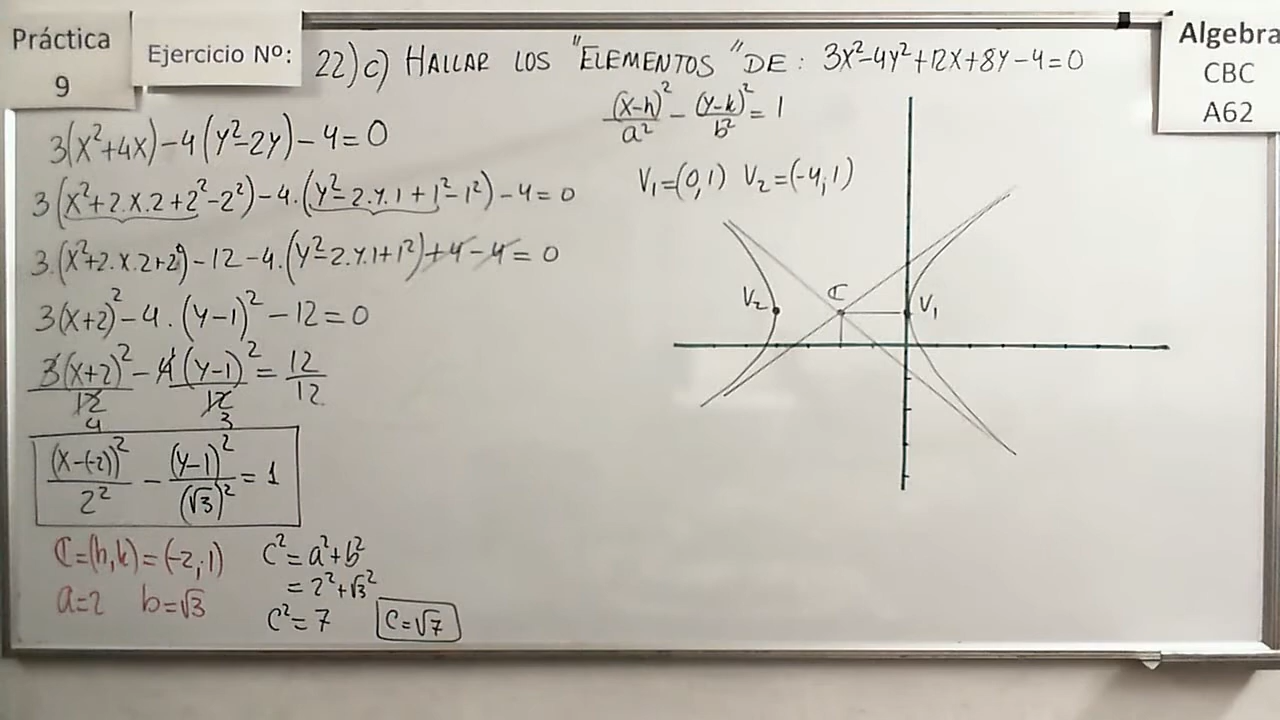 Práctica
9
Ejercicio Nº:
22)c) HALLAR LOS "ELEMENTOS" DE: 3x²-4y²+12x+8y-4=0
Algebra
CBC
A62
3(x²+4x)-4(y²-2y)-4=0
3(x²+2.x.2+2²-2²)-4.(y²-2.y.1+1²-1²)-4=0
3.(x²+2.x.2+2²)-12-4.(y²-2.y.1+1²)+4-4=0
3(x+2)²-4.(y-1)²-12=0
3(x+2)²/12 - 4(y-1)²/12 = 12/12
4 3
(x-(-2))²/2² - (y-1)²/(√3)² = 1
C=(h,k)=(-2,1)
a=2 b=√3
c²=a²+b²
=2²+√3²
c²=7 c=√7
(x-h)²/a² - (y-k)²/b² = 1
V₁=(0,1) V₂=(-4,1)
V₂ C V₁